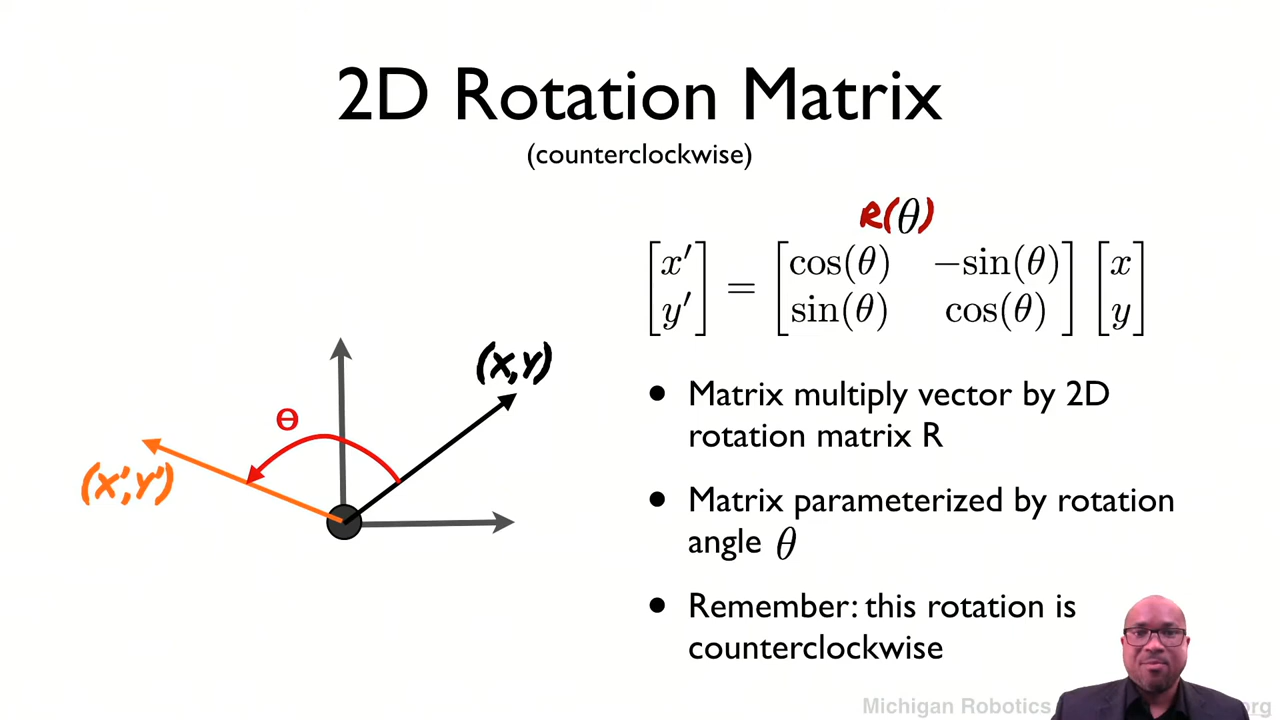 2D Rotation Matrix
(counterclockwise)
R(θ)
[x′ y′] = [cos(θ) −sin(θ) sin(θ) cos(θ)] [x y]
(x,y)
θ
(x′,y′)
• Matrix multiply vector by 2D
rotation matrix R
• Matrix parameterized by rotation
angle θ
• Remember: this rotation is
counterclockwise
Michigan Robotics
org